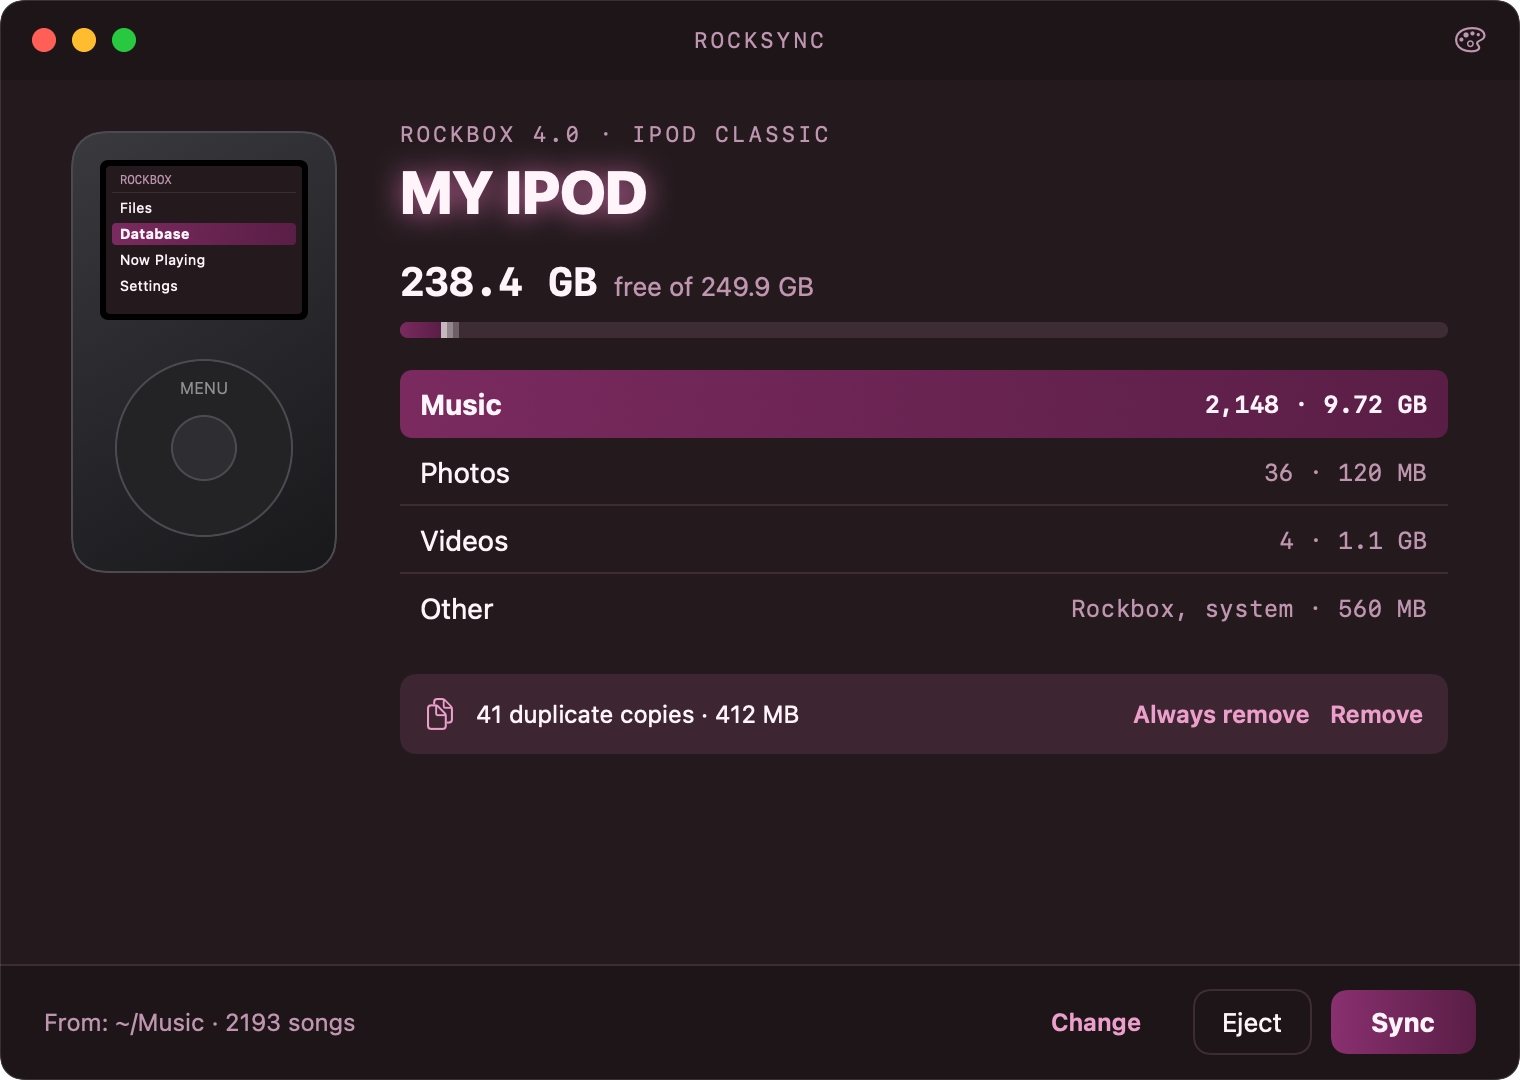 ROCKSYNC
ROCKBOX
Files
Database
Now Playing
Settings
MENU
ROCKBOX 4.0 · IPOD CLASSIC
MY IPOD
238.4 GB free of 249.9 GB
Music 2,148 · 9.72 GB
Photos 36 · 120 MB
Videos 4 · 1.1 GB
Other Rockbox, system · 560 MB
41 duplicate copies · 412 MB Always remove Remove
From: ~/Music · 2193 songs Change Eject Sync